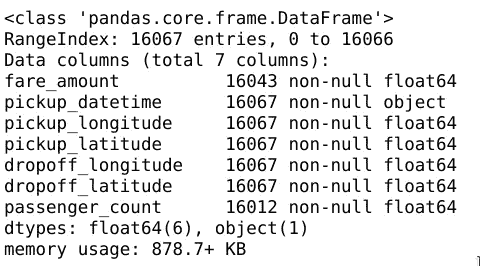 <class 'pandas.core.frame.DataFrame'>
RangeIndex: 16067 entries, 0 to 16066
Data columns (total 7 columns):
fare_amount          16043 non-null float64
pickup_datetime      16067 non-null object
pickup_longitude     16067 non-null float64
pickup_latitude      16067 non-null float64
dropoff_longitude    16067 non-null float64
dropoff_latitude     16067 non-null float64
passenger_count      16012 non-null float64
dtypes: float64(6), object(1)
memory usage: 878.7+ KB